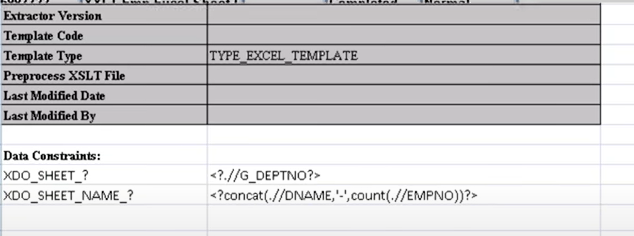 Extractor Version
Template Code
Template Type TYPE_EXCEL_TEMPLATE
Preprocess XSLT File
Last Modified Date
Last Modified By
Data Constraints:
XDO_SHEET_? <?.//G_DEPTNO?>
XDO_SHEET_NAME_? <?concat(.//DNAME,'-',count(.//EMPNO))?>